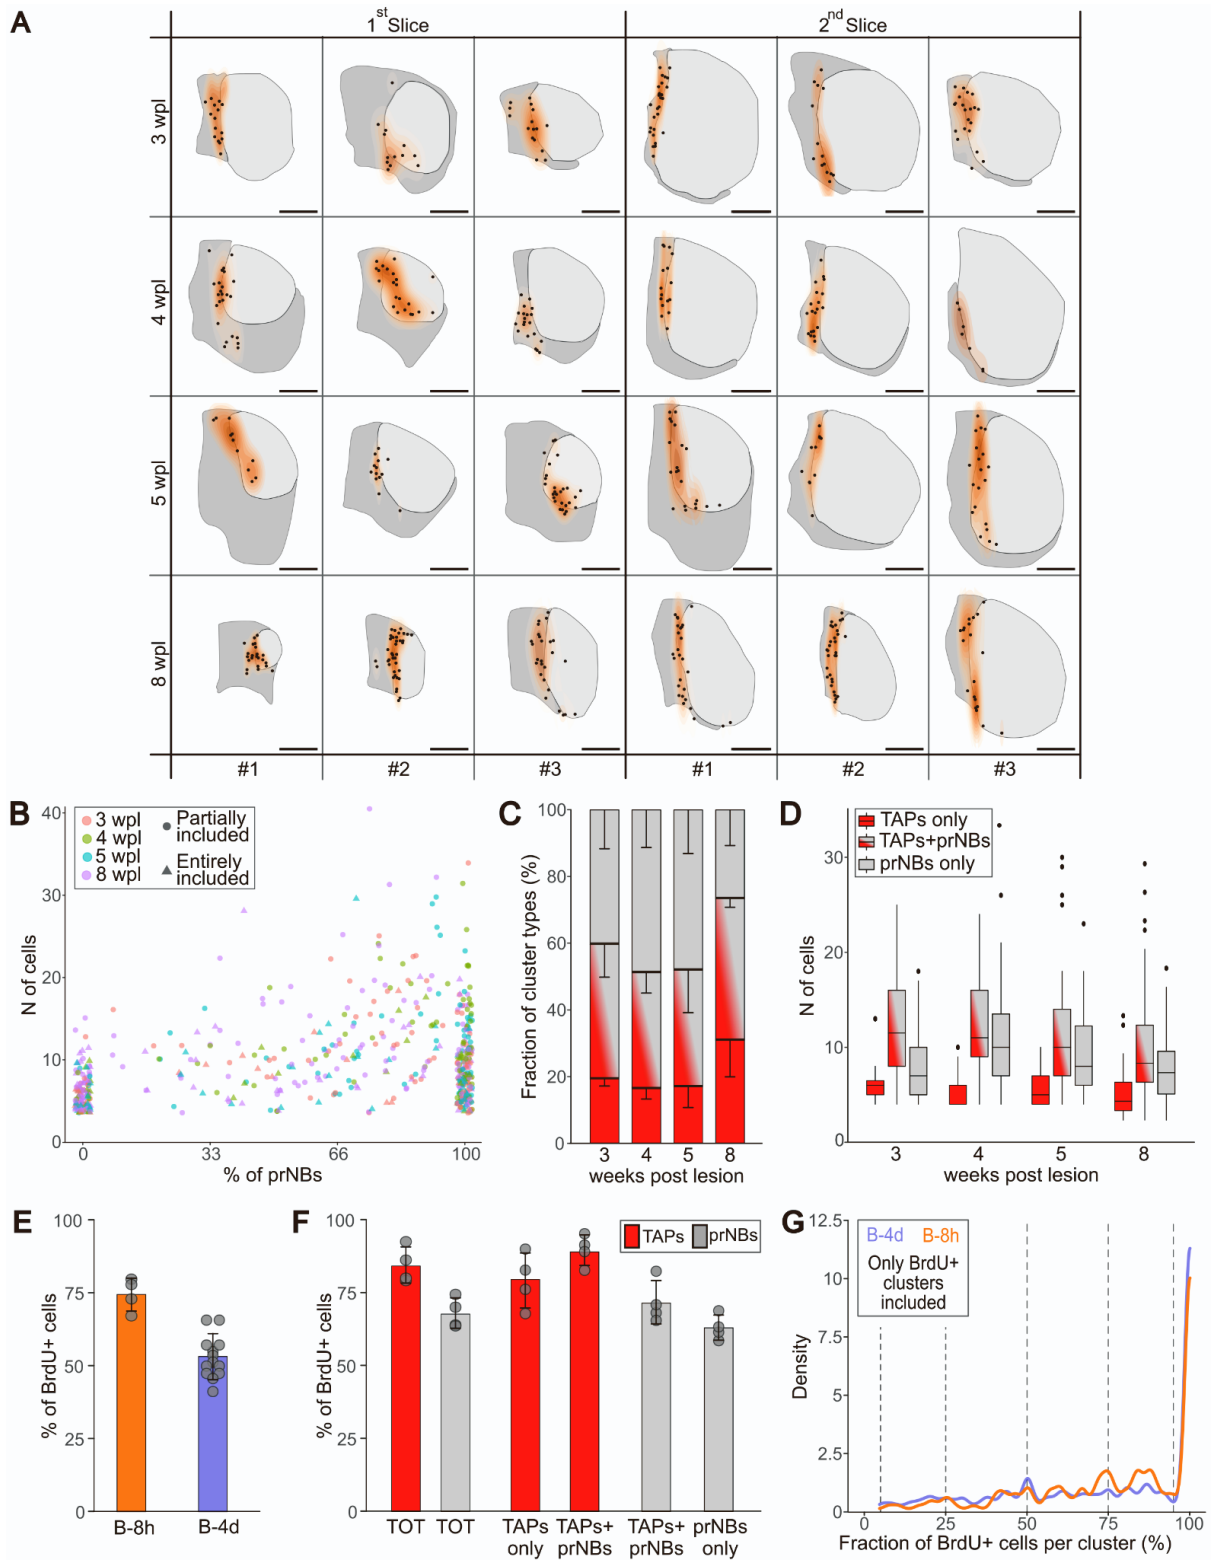 A
1st Slice
2nd Slice
3 wpl
4 wpl
5 wpl
8 wpl
#1
#2
#3
#1
#2
#3
B
3 wpl
4 wpl
5 wpl
8 wpl
Partially
included
Entirely
included
N of cells
40
30
20
10
0
0
33
66
100
% of prNBs
C
Fraction of cluster types (%)
100
80
60
40
20
0
3
4
5
8
weeks post lesion
D
TAPs only
TAPs+prNBs
prNBs only
N of cells
30
20
10
0
3
4
5
8
weeks post lesion
E
% of BrdU+ cells
100
75
50
25
0
B-8h
B-4d
F
TAPs
prNBs
% of BrdU+ cells
100
75
50
25
0
TOT
TOT
TAPs
only
TAPs+
prNBs
TAPs+
prNBs
prNBs
only
G
B-4d
B-8h
Only BrdU+
clusters
included
Density
12.5
10
7.5
5
2.5
0
0
25
50
75
100
Fraction of BrdU+ cells per cluster (%)